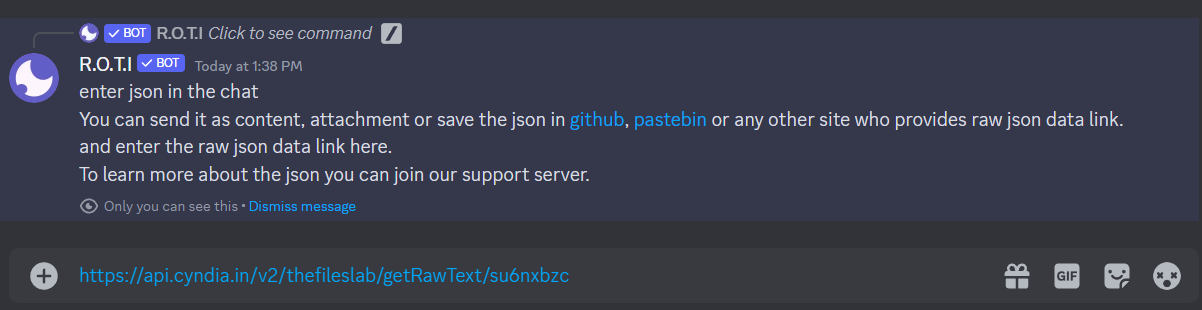 BOT R.O.T.I Click to see command
R.O.T.I BOT Today at 1:38 PM
enter json in the chat
You can send it as content, attachment or save the json in github, pastebin or any other site who provides raw json data link.
and enter the raw json data link here.
To learn more about the json you can join our support server.
Only you can see this • Dismiss message
https://api.cyndia.in/v2/thefileslab/getRawText/su6nxbzc
GIF